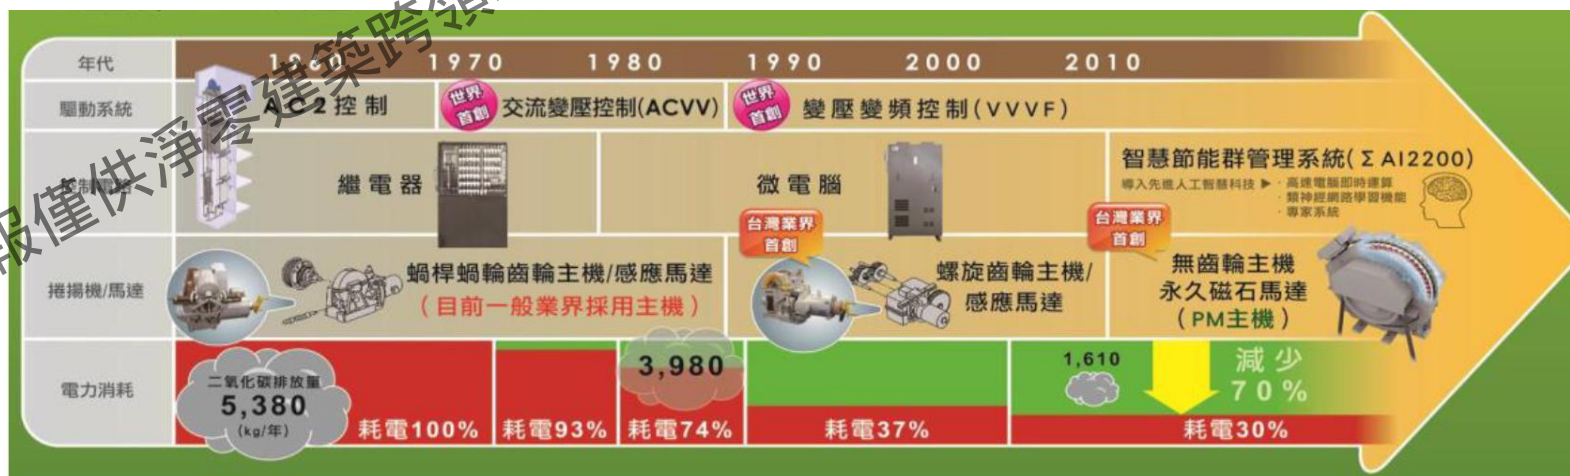 報僅供淨零建築跨領
年代
1960 1970 1980 1990 2000 2010
驅動系統
AC2控制
世界
首創
交流變壓控制(ACVV)
世界
首創
變壓變頻控制(VVVF)
控制電路
繼電器
微電腦
智慧節能群管理系統(ΣAI2200)
導入先進人工智慧科技 ▶ ・高速電腦即時運算
・類神經網路學習機能
・專家系統
捲揚機/馬達
蝸桿蝸輪齒輪主機/感應馬達
(目前一般業界採用主機)
台灣業界
首創
螺旋齒輪主機/
感應馬達
台灣業界
首創
無齒輪主機
永久磁石馬達
(PM主機)
電力消耗
二氧化碳排放量
5,380
(kg/年)
耗電100%
耗電93%
3,980
耗電74%
耗電37%
1,610
減少
70%
耗電30%